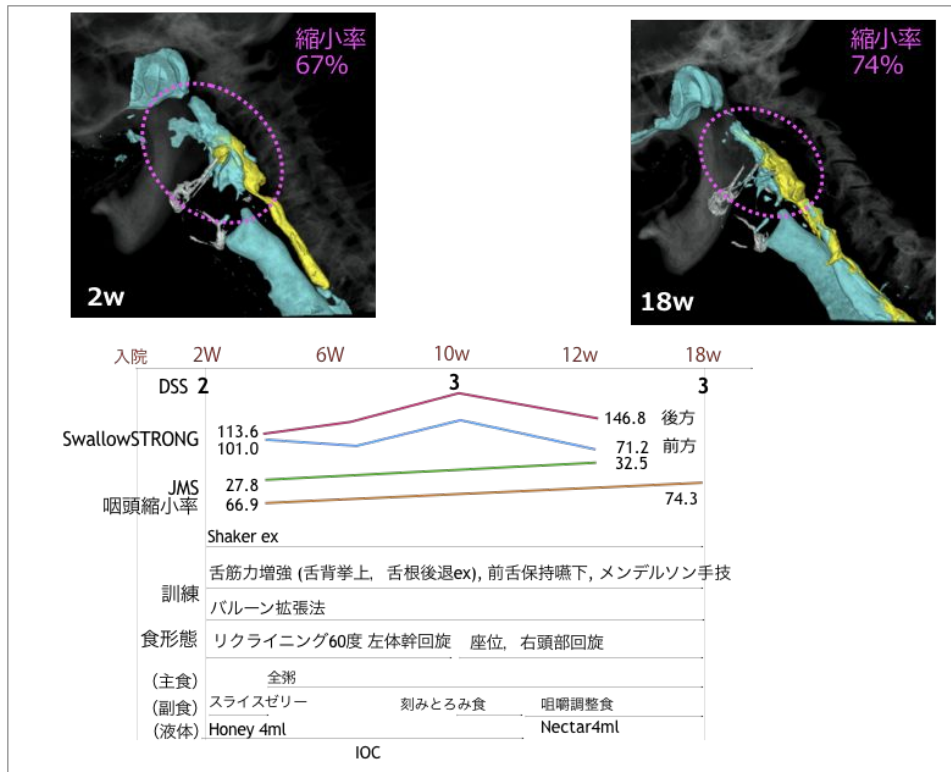 縮小率
67%
縮小率
74%
2w
18w
入院 2W 6W 10w 12w 18w
DSS 2 3 3
113.6 146.8 後方
SwallowSTRONG 101.0 71.2 前方
JMS 27.8 32.5
咽頭縮小率 66.9 74.3
Shaker ex
訓練 舌筋力増強 (舌背挙上, 舌根後退ex), 前舌保持嚥下, メンデルソン手技
バルーン拡張法
食形態 リクライニング60度 左体幹回旋 座位, 右頭部回旋
(主食) 全粥
(副食) スライスゼリー 刻みとろみ食 咀嚼調整食
(液体) Honey 4ml Nectar4ml
IOC